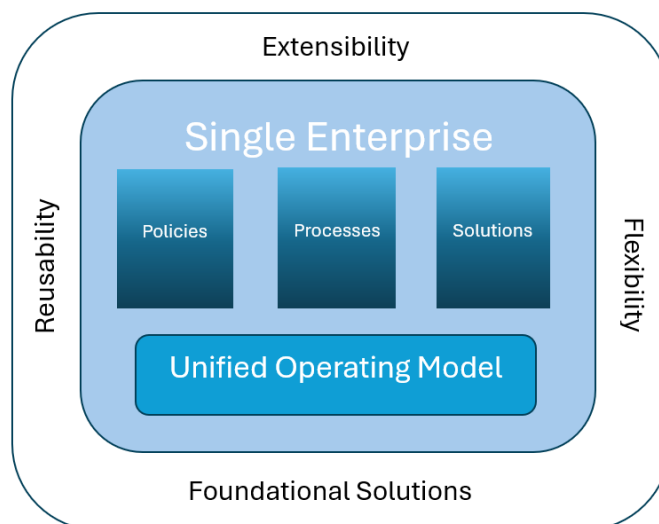 Extensibility
Single Enterprise
Reusability
Policies
Processes
Solutions
Flexibility
Unified Operating Model
Foundational Solutions